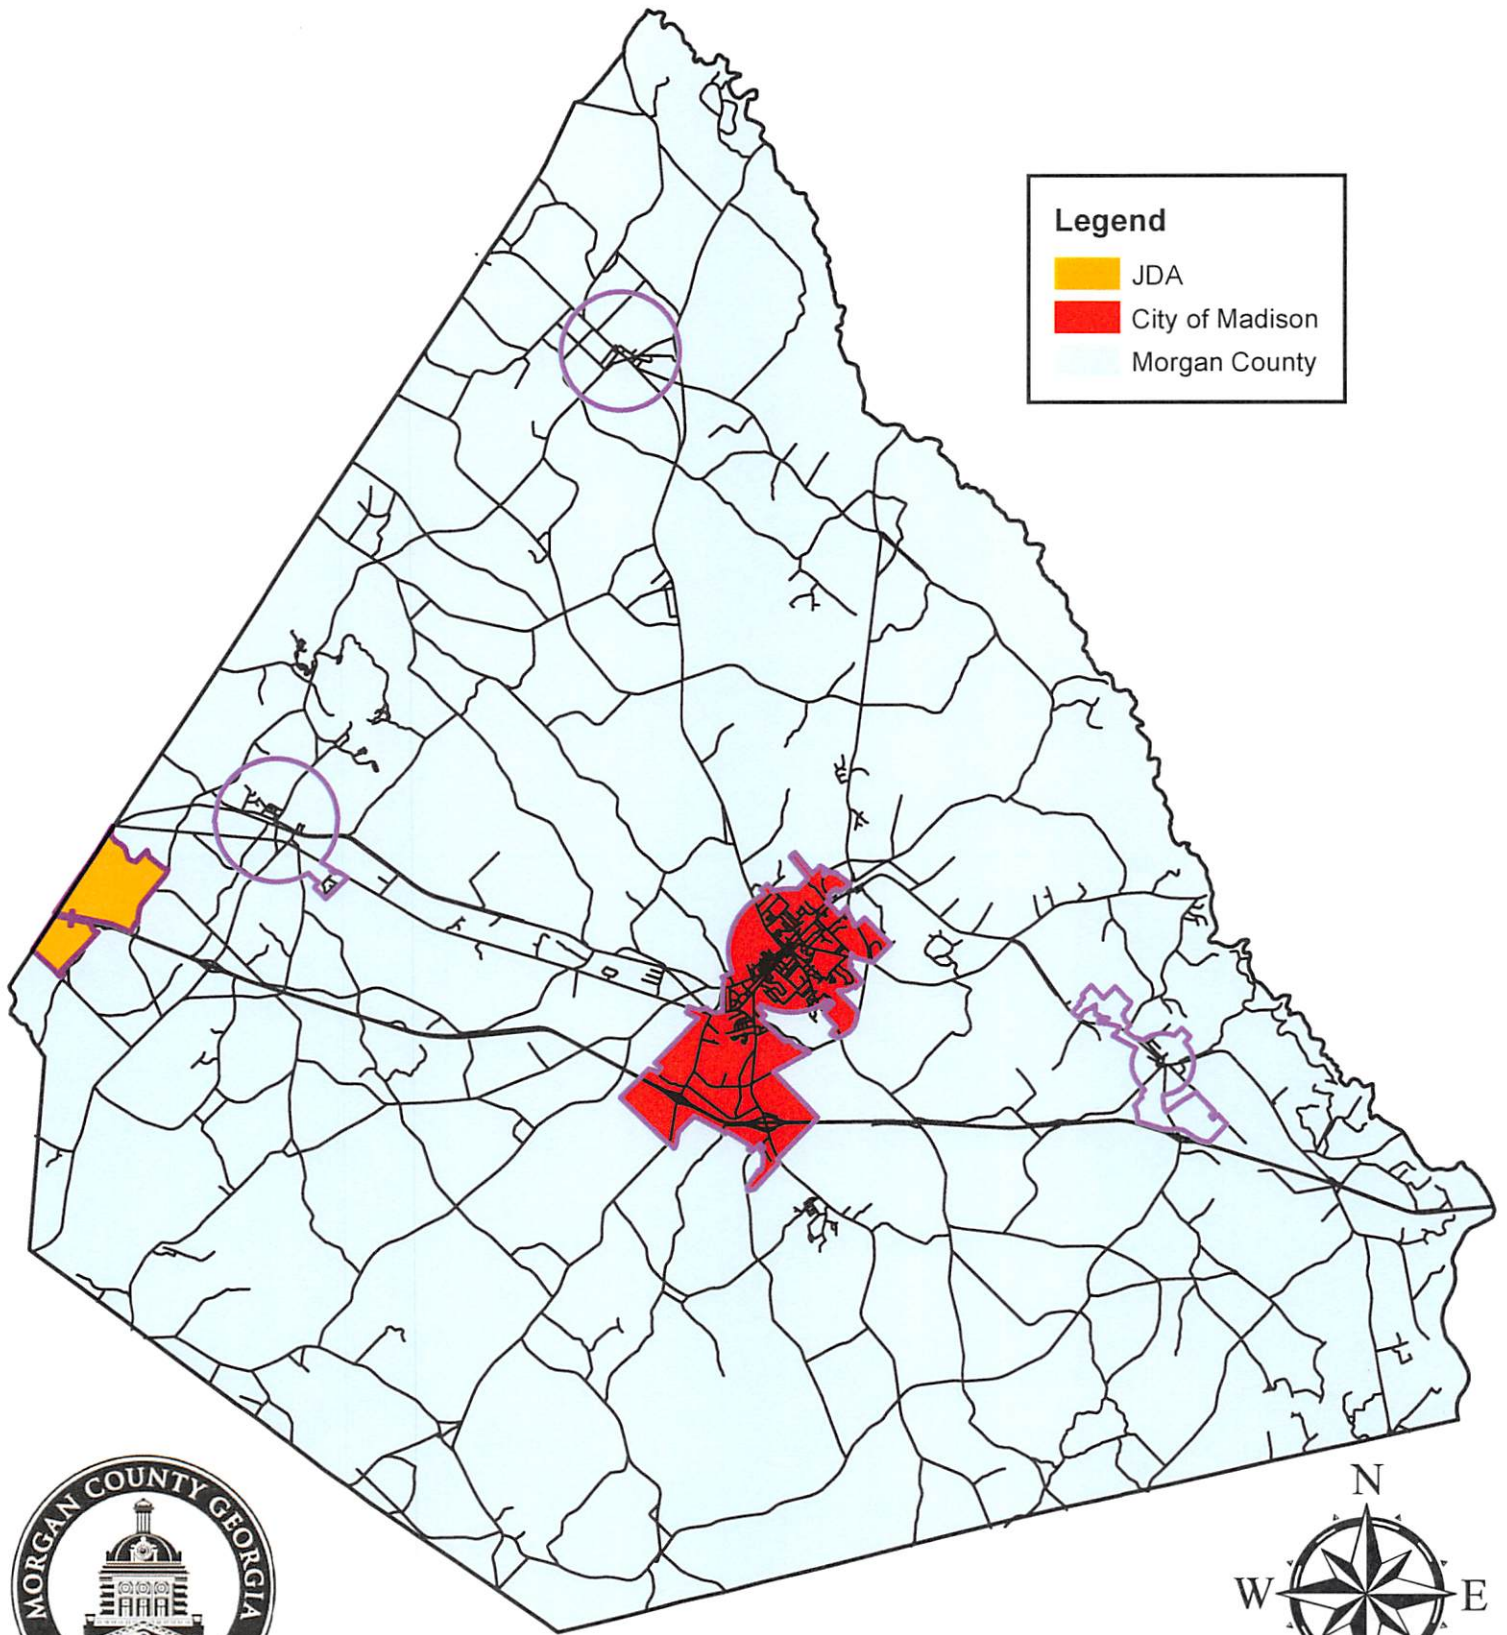 Legend
JDA
City of Madison
Morgan County
MORGAN COUNTY GEORGIA
N
W
E